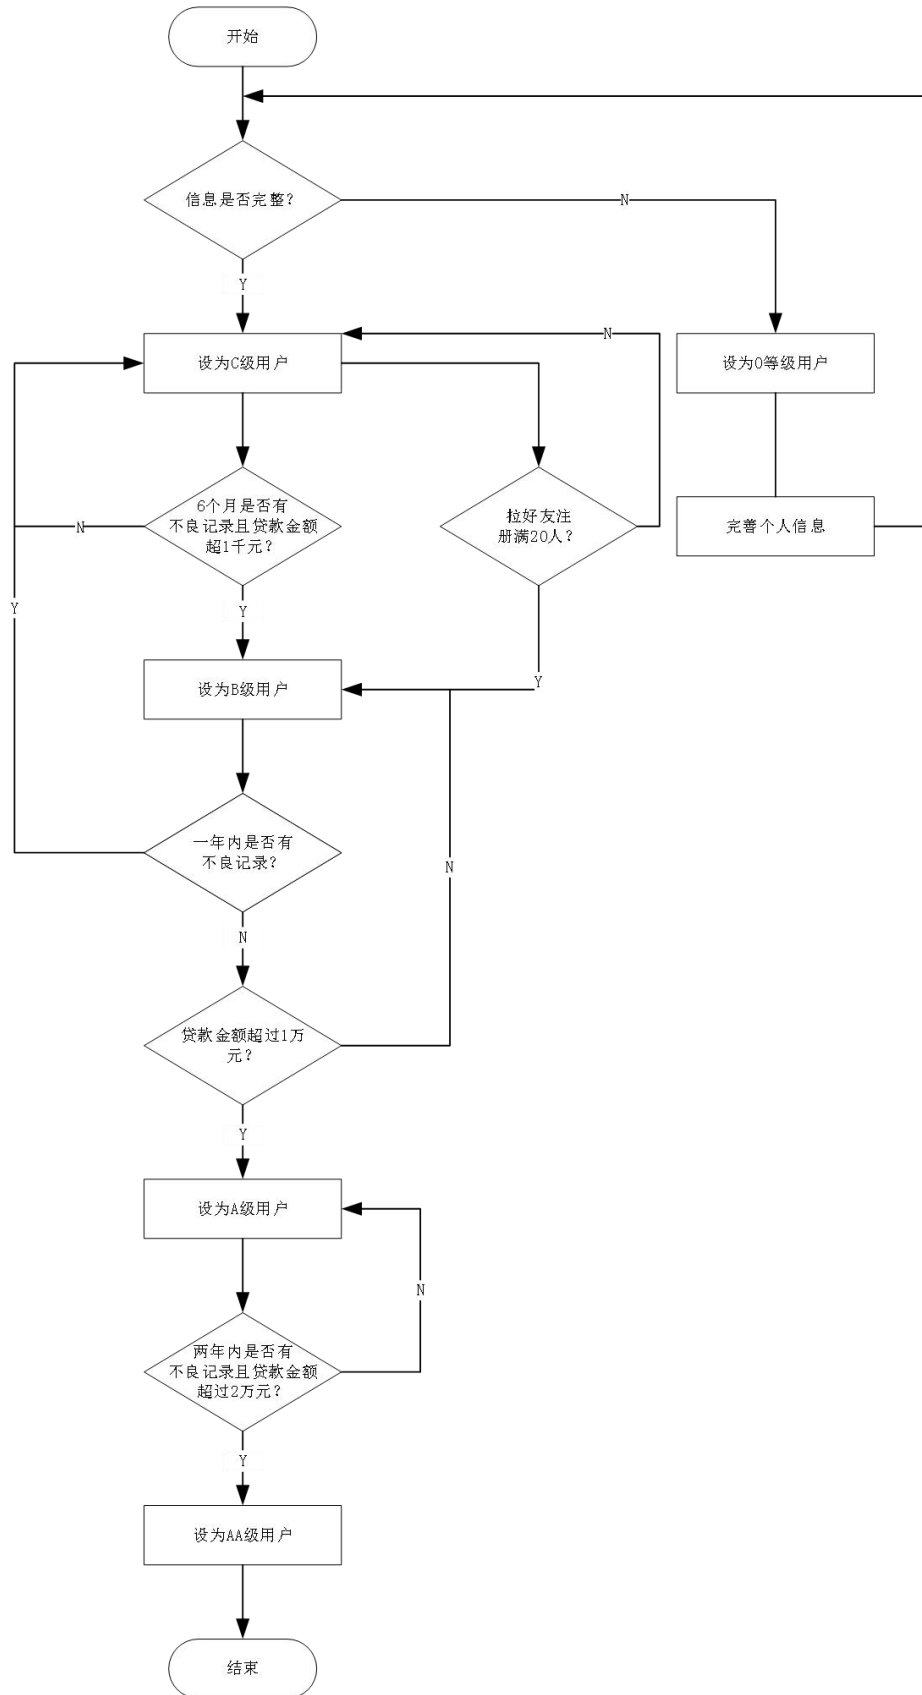 开始
信息是否完整？
N
Y
N
设为C级用户
设为0等级用户
6个月是否有
不良记录且贷款金额
超1千元？
拉好友注
册满20人？
完善个人信息
N
Y
Y
Y
设为B级用户
一年内是否有
不良记录？
N
N
贷款金额超过1万
元？
Y
设为A级用户
N
两年内是否有
不良记录且贷款金额
超过2万元？
Y
设为AA级用户
结束